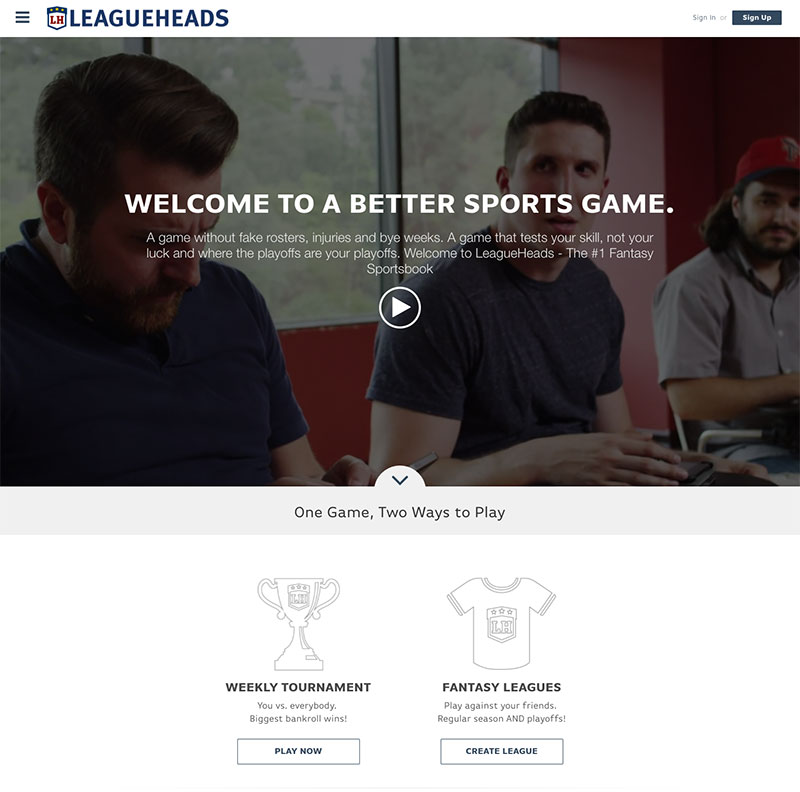 LH LEAGUEHEADS
Sign In or Sign Up
WELCOME TO A BETTER SPORTS GAME.
A game without fake rosters, injuries and bye weeks. A game that tests your skill, not your
luck and where the playoffs are your playoffs. Welcome to LeagueHeads - The #1 Fantasy
Sportsbook
One Game, Two Ways to Play
LH
LH
WEEKLY TOURNAMENT
FANTASY LEAGUES
You vs. everybody.
Biggest bankroll wins!
Play against your friends.
Regular season AND playoffs!
PLAY NOW
CREATE LEAGUE